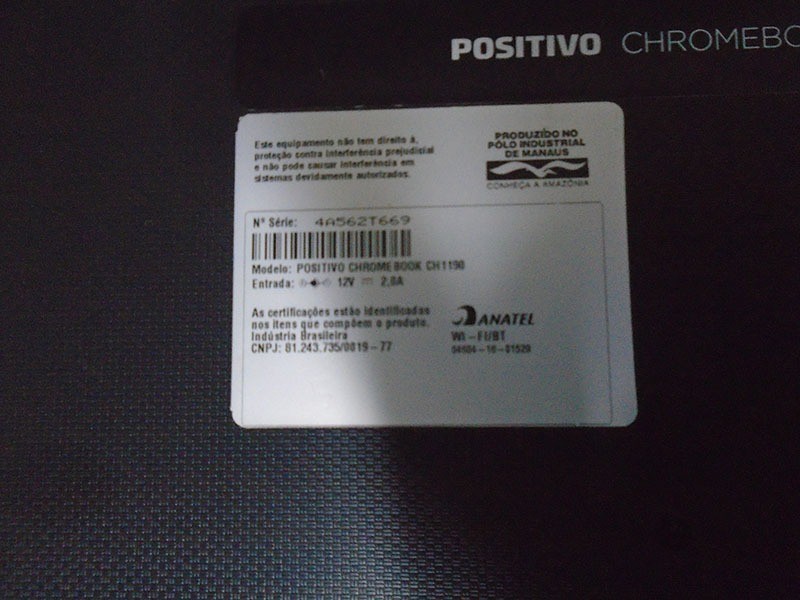 POSITIVO CHROMEBO
Este equipamento não tem direito à,
proteção contra interferência prejudicial
e não pode causar interferência em
sistemas devidamente autorizados.
PRODUZIDO NO
PÓLO INDUSTRIAL
DE MANAUS
CONHEÇA A AMAZÔNIA
Nº Série: 4A562T669
Modelo: POSITIVO CHROMEBOOK CH1190
Entrada: 12V 2,0A
As certificações estão identificadas
nos itens que compõem o produto.
Indústria Brasileira
CNPJ: 81.243.735/0019-77
ANATEL
WI-FI/BT